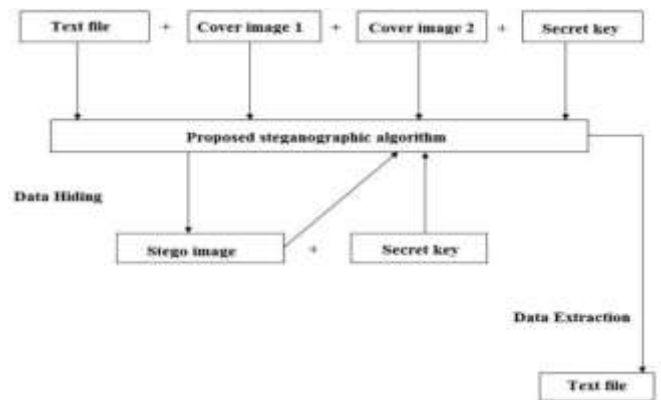 Text file + Cover image 1 + Cover image 2 + Secret key
Proposed steganographic algorithm
Data Hiding
Stego image + Secret key
Data Extraction
Text file